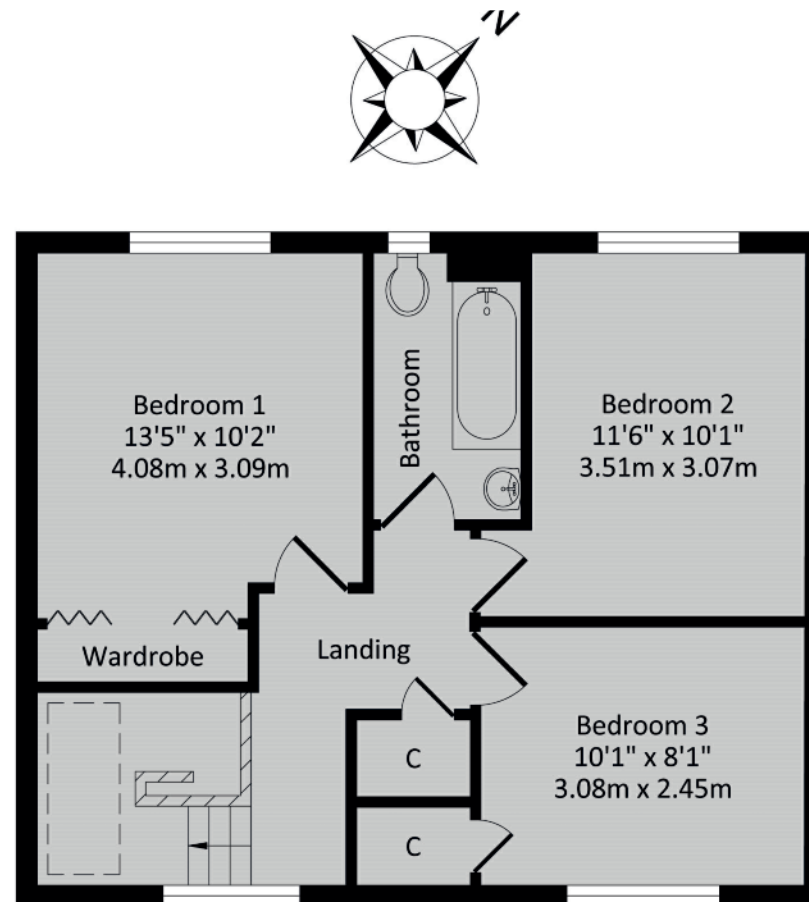 N
Bedroom 1
13'5" x 10'2"
4.08m x 3.09m
Bathroom
Bedroom 2
11'6" x 10'1"
3.51m x 3.07m
Wardrobe
Landing
Bedroom 3
10'1" x 8'1"
3.08m x 2.45m
C
C